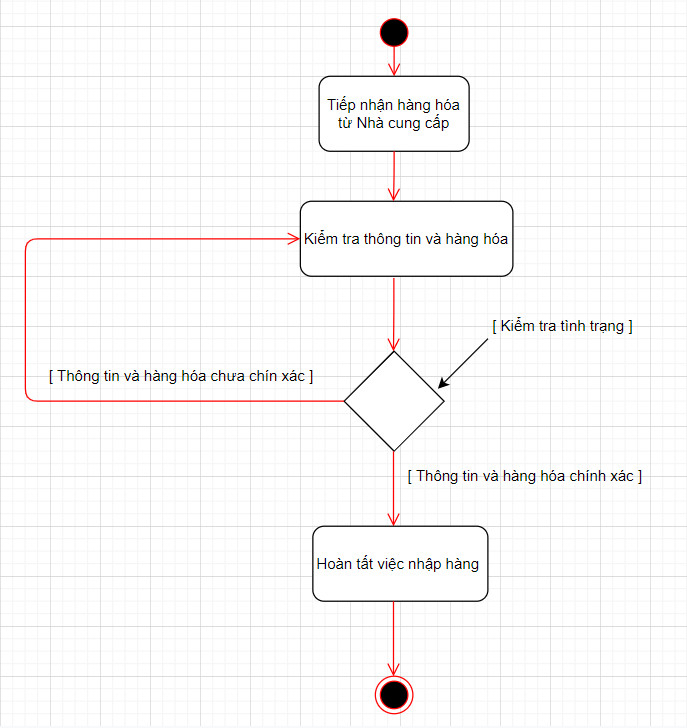 Tiếp nhận hàng hóa
từ Nhà cung cấp
Kiểm tra thông tin và hàng hóa
[ Kiểm tra tình trạng ]
[ Thông tin và hàng hóa chưa chín xác ]
[ Thông tin và hàng hóa chính xác ]
Hoàn tất việc nhập hàng